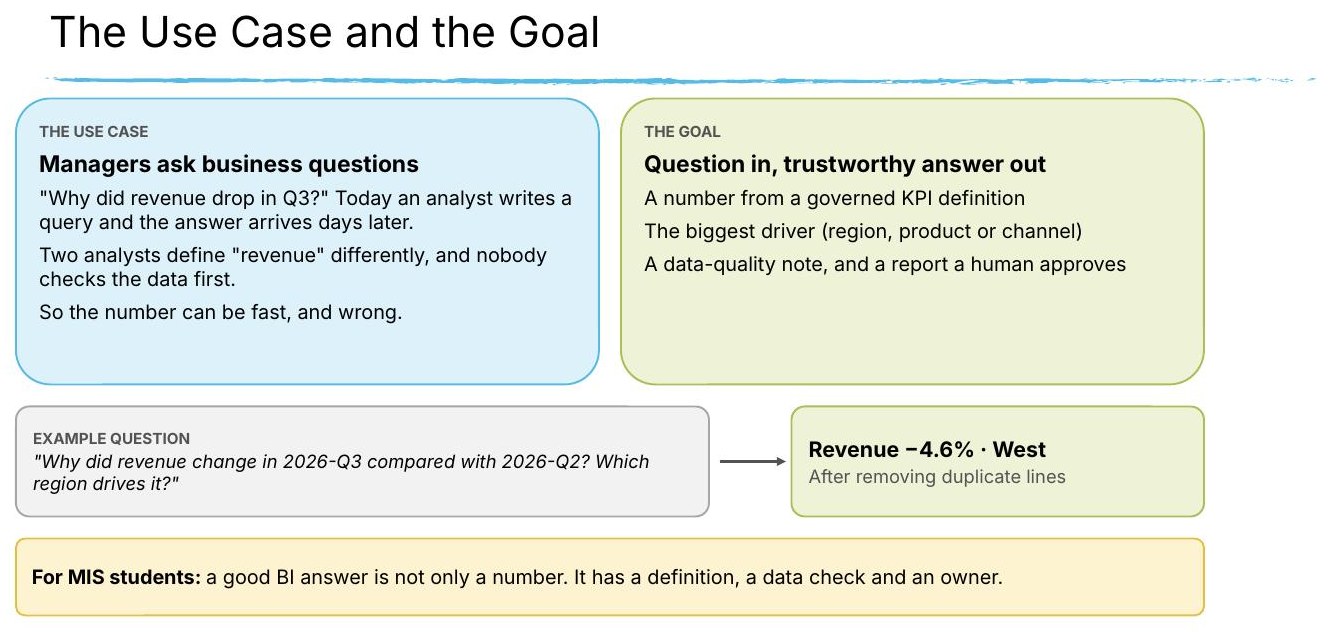 The Use Case and the Goal
THE USE CASE
Managers ask business questions
"Why did revenue drop in Q3?" Today an analyst writes a
query and the answer arrives days later.
Two analysts define "revenue" differently, and nobody
checks the data first.
So the number can be fast, and wrong.
THE GOAL
Question in, trustworthy answer out
A number from a governed KPI definition
The biggest driver (region, product or channel)
A data-quality note, and a report a human approves
EXAMPLE QUESTION
"Why did revenue change in 2026-Q3 compared with 2026-Q2? Which
region drives it?"
Revenue −4.6% · West
After removing duplicate lines
For MIS students: a good BI answer is not only a number. It has a definition, a data check and an owner.